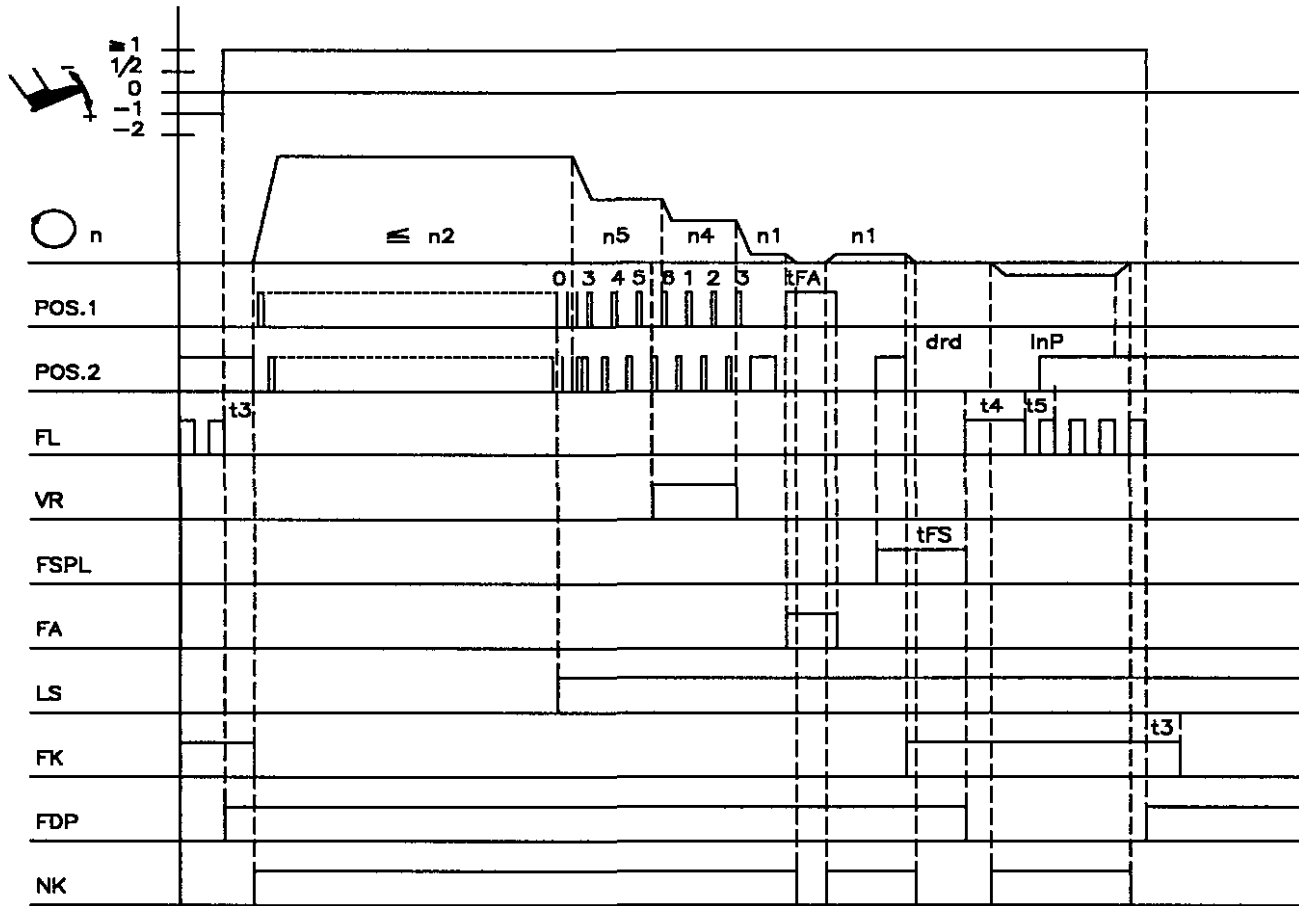 ≧ 1
1/2
0
-1
-2
-
+
n
≦ n2
n5
n4
n1
n1
0 3 4 5 6 1 2 3 tFA
POS.1
drd
InP
POS.2
t3
t4
t5
FL
VR
tFS
FSPL
FA
LS
t3
FK
FDP
NK